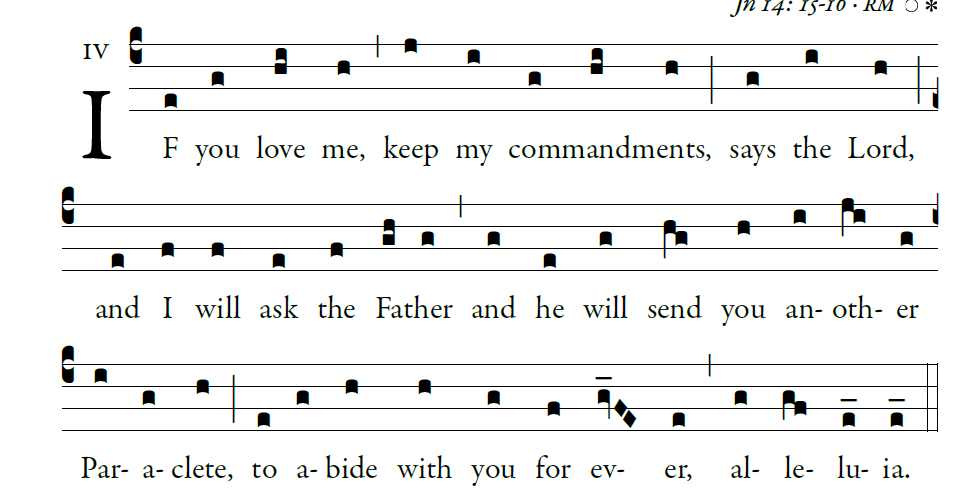 Jn 14: 15-16 · RM
IV
IF you love me, keep my commandments, says the Lord,
and I will ask the Father and he will send you an- oth- er
Par- a- clete, to a- bide with you for ev- er, al- le- lu- ia.